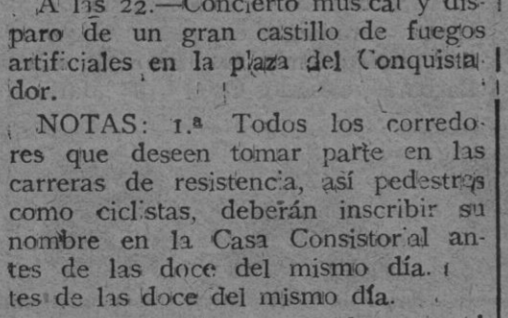 A las 22.—Concierto musical y dis-
paro de un gran castillo de fuegos
artificiales en la plaza del Conquista-
dor.
NOTAS: 1.ª Todos los corredo-
res que deseen tomar parte en las
carreras de resistencia, así pedestres
como ciclistas, deberán inscribir su
nombre en la Casa Consistorial an-
tes de las doce del mismo día.
tes de las doce del mismo día.